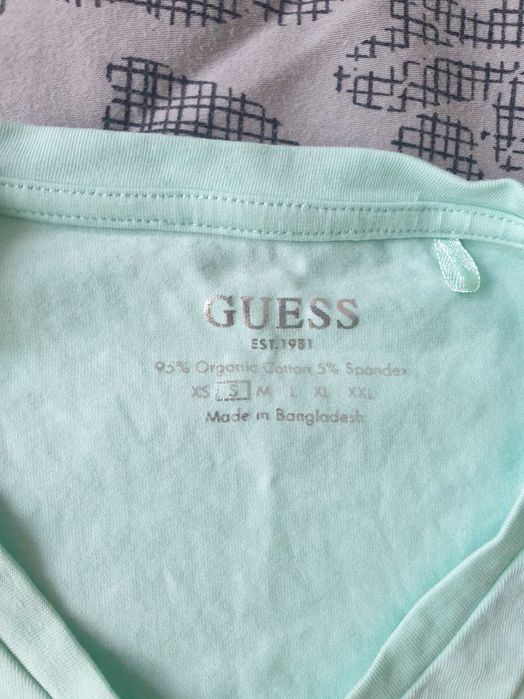 GUESS
EST.1981
95% Organic Cotton 5% Spandex
XS S M L XL XXL
Made in Bangladesh